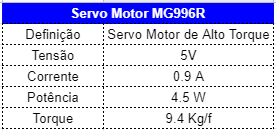 Servo Motor MG996R
Definição Servo Motor de Alto Torque
Tensão 5V
Corrente 0.9 A
Potência 4.5 W
Torque 9.4 Kg/f